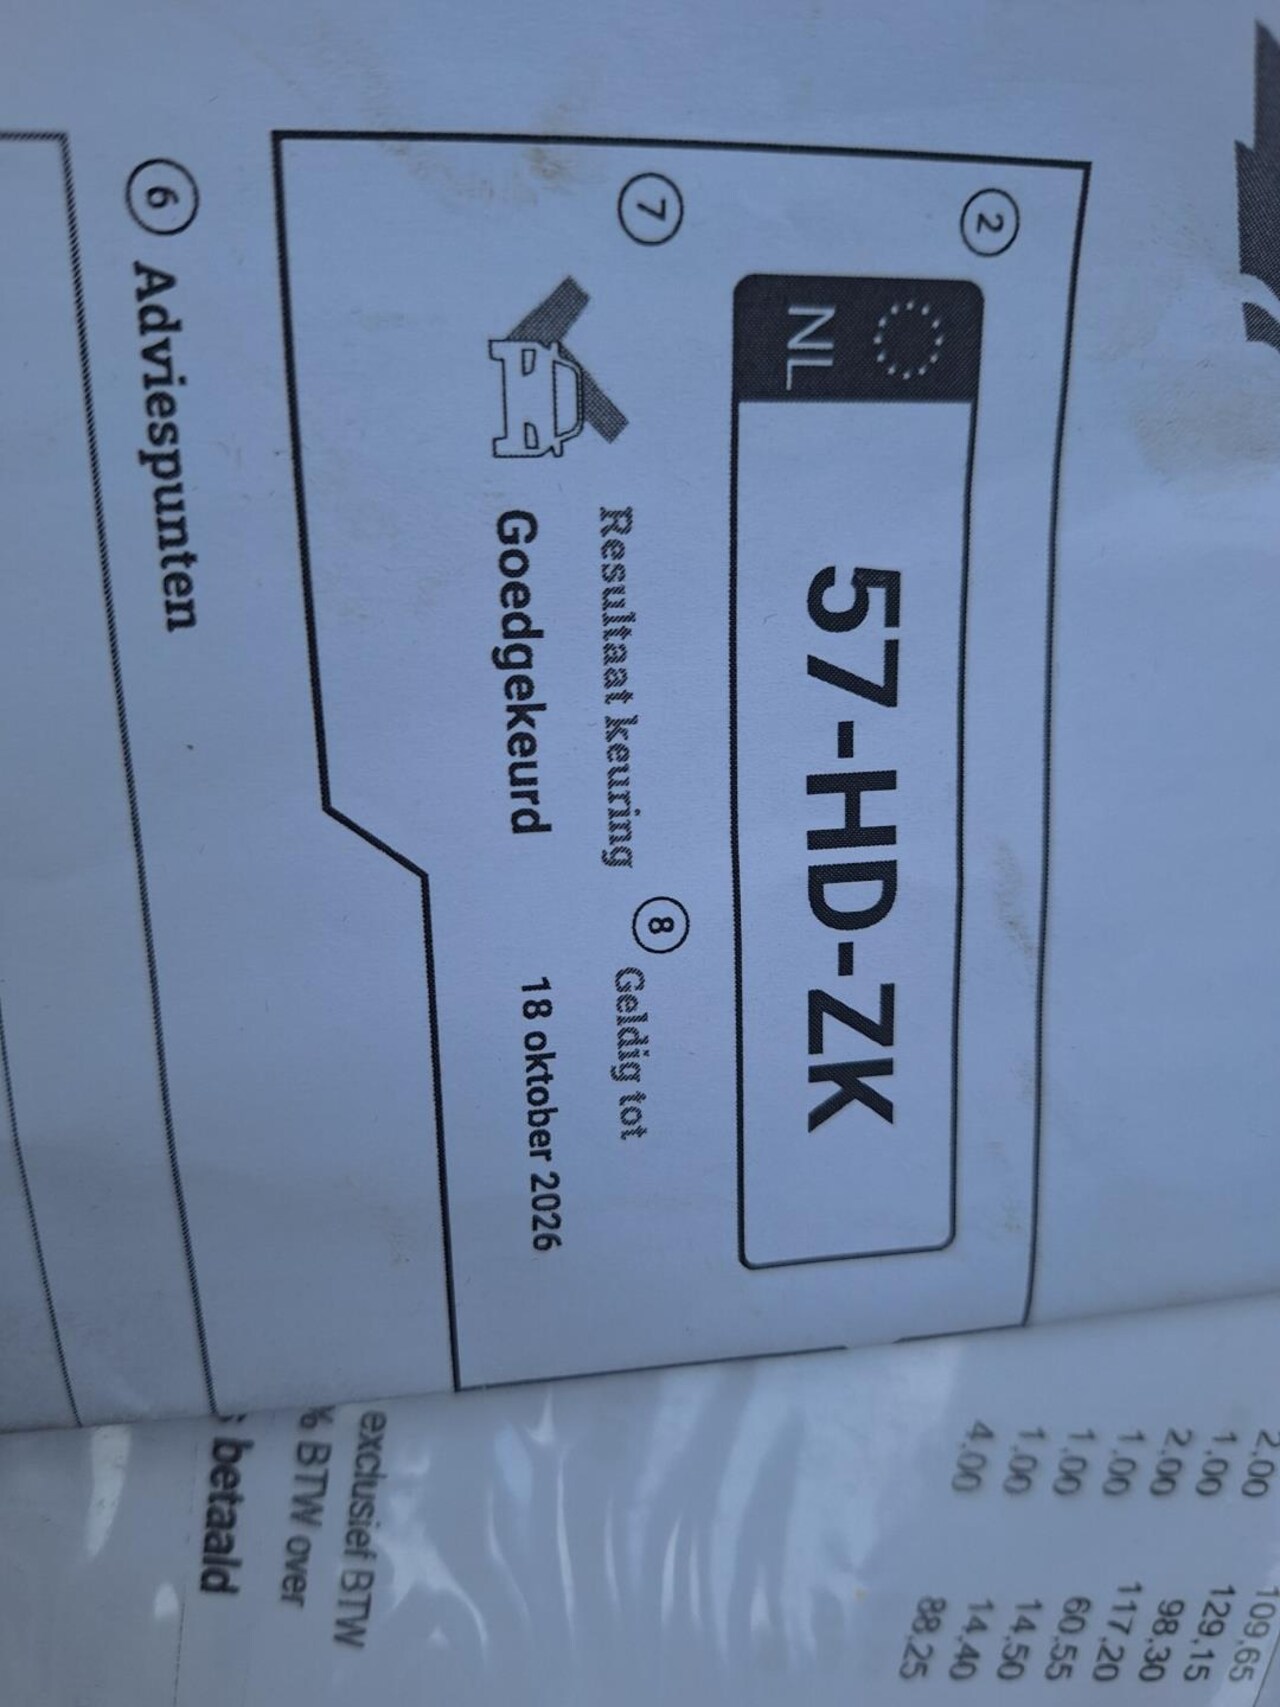 2
NL
57-HD-ZK
7
Resultaat keuring
8
Geldig tot
Goedgekeurd
18 oktober 2026
6 Adviespunten
2.00 109,65
1.00 129,15
2.00 98,30
1.00 117,20
1.00 60,55
1.00 14,50
4.00 14,40
88,25
exclusief BTW
% BTW over
betaald